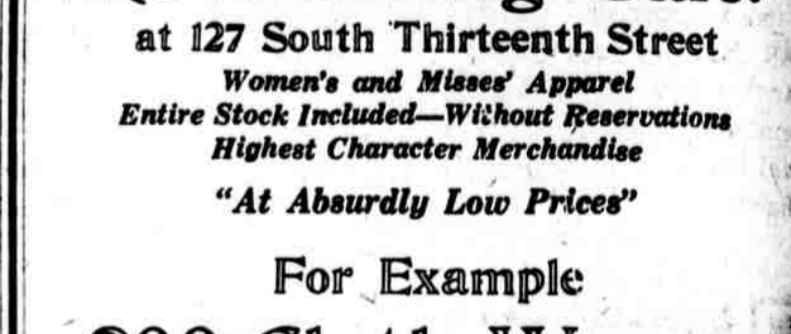 at 127 South Thirteenth Street
Women's and Misses' Apparel
Entire Stock Included—Without Reservations
Highest Character Merchandise
“At Absurdly Low Prices”
For Example